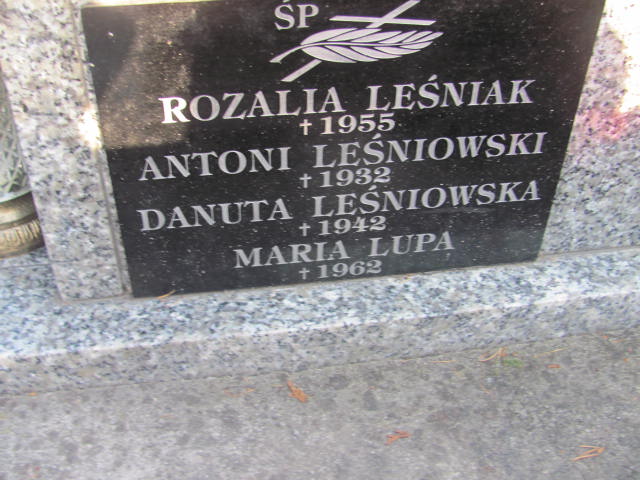 ŚP
ROZALIA LEŚNIAK
† 1955
ANTONI LEŚNIOWSKI
† 1932
DANUTA LEŚNIOWSKA
† 1942
MARIA LUPA
† 1962